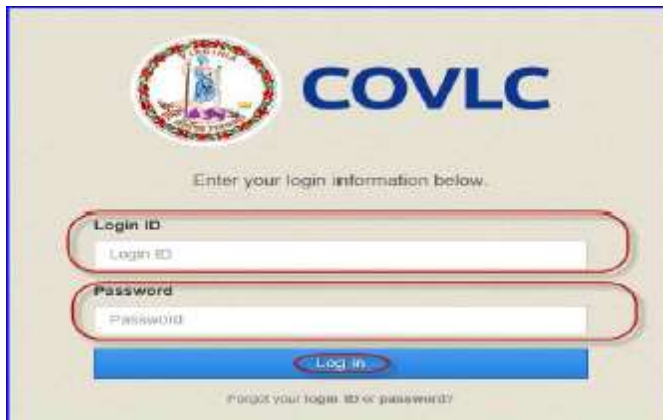 VIRGINIA
COVLC
Enter your login information below.
Login ID
Login ID
Password
Password
Log in
Forgot your login ID or password?